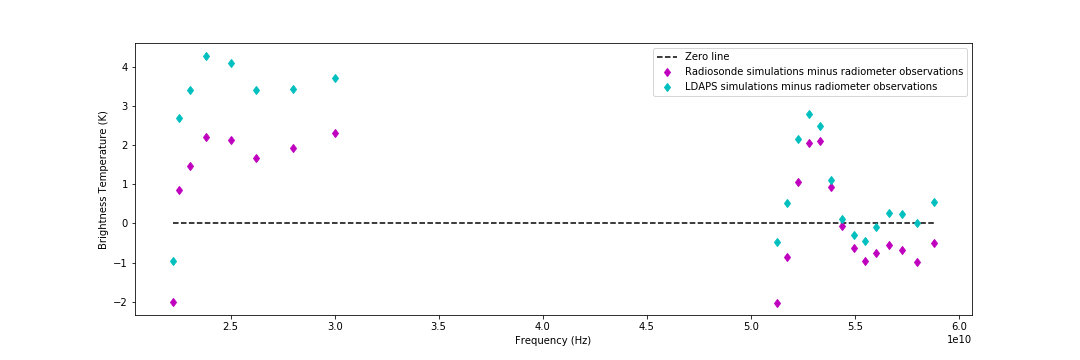 Zero line
Radiosonde simulations minus radiometer observations
LDAPS simulations minus radiometer observations
Brightness Temperature (K)
4
3
2
1
0
−1
−2
2.5 3.0 3.5 4.0 4.5 5.0 5.5 6.0
1e10
Frequency (Hz)